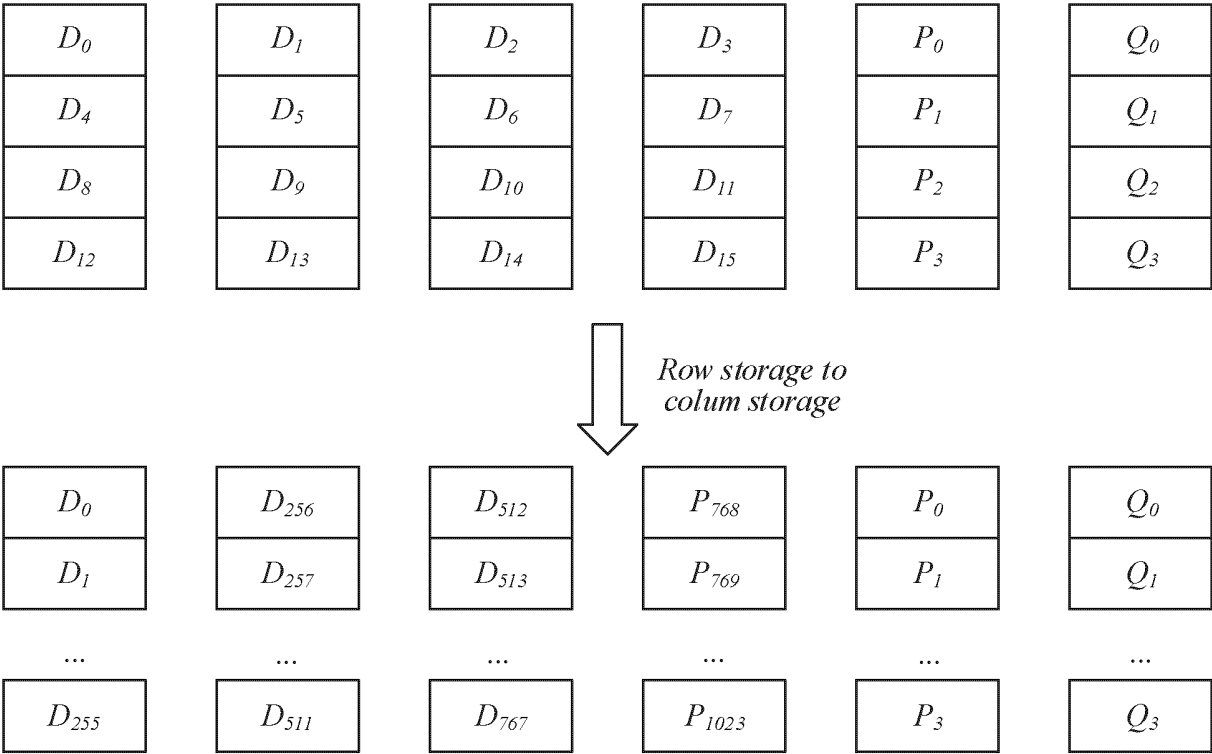 D0 D1 D2 D3 P0 Q0
D4 D5 D6 D7 P1 Q1
D8 D9 D10 D11 P2 Q2
D12 D13 D14 D15 P3 Q3
Row storage to
colum storage
D0 D256 D512 P768 P0 Q0
D1 D257 D513 P769 P1 Q1
... ... ... ... ... ...
D255 D511 D767 P1023 P3 Q3